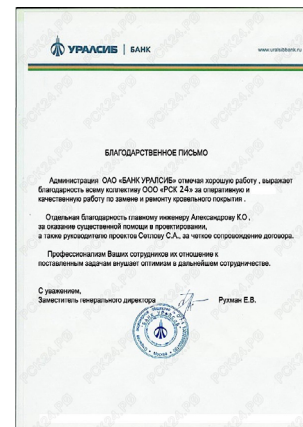 УРАЛСИБ | БАНК
www.uralsibbank.ru
БЛАГОДАРСТВЕННОЕ ПИСЬМО
Администрация ОАО «БАНК УРАЛСИБ» отмечая хорошую работу , выражает
благодарность всему коллективу ООО «РСК 24» за оперативную и
качественную работу по замене и ремонту кровельного покрытия .
Отдельная благодарность главному инженеру Александрову К.О ,
за оказание существенной помощи в проектировании,
а также руководителю проектов Сетлову С.А., за четкое сопровождение договора.
Профессионализм Ваших сотрудников их отношение к
поставленным задачам внушает оптимизм в дальнейшем сотрудничестве.
С уважением,
Заместитель генерального директора Рухман Е.В.